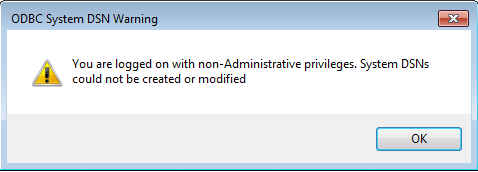 ODBC System DSN Warning
You are logged on with non-Administrative privileges. System DSNs
could not be created or modified
OK